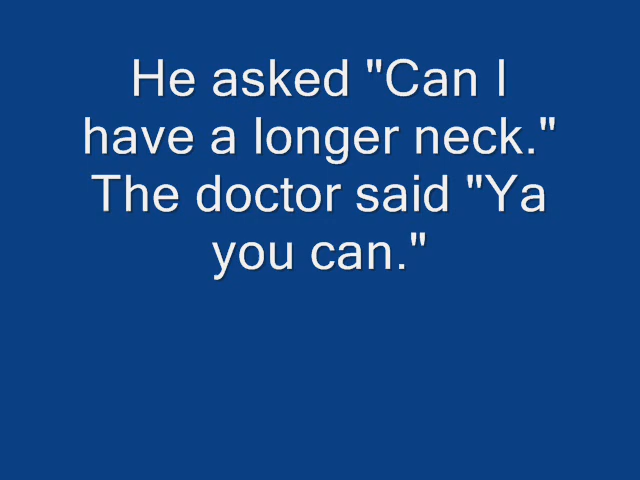 He asked "Can I
have a longer neck."
The doctor said "Ya
you can."